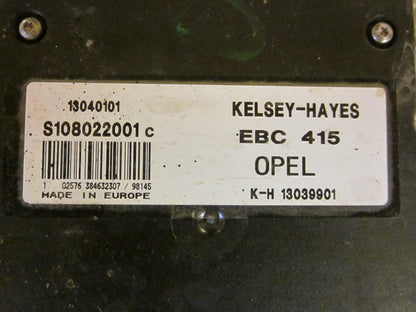 13040101
S108022001 C
1 02576 384632307 / 98145
MADE IN EUROPE
KELSEY-HAYES
EBC 415
OPEL
K-H 13039901